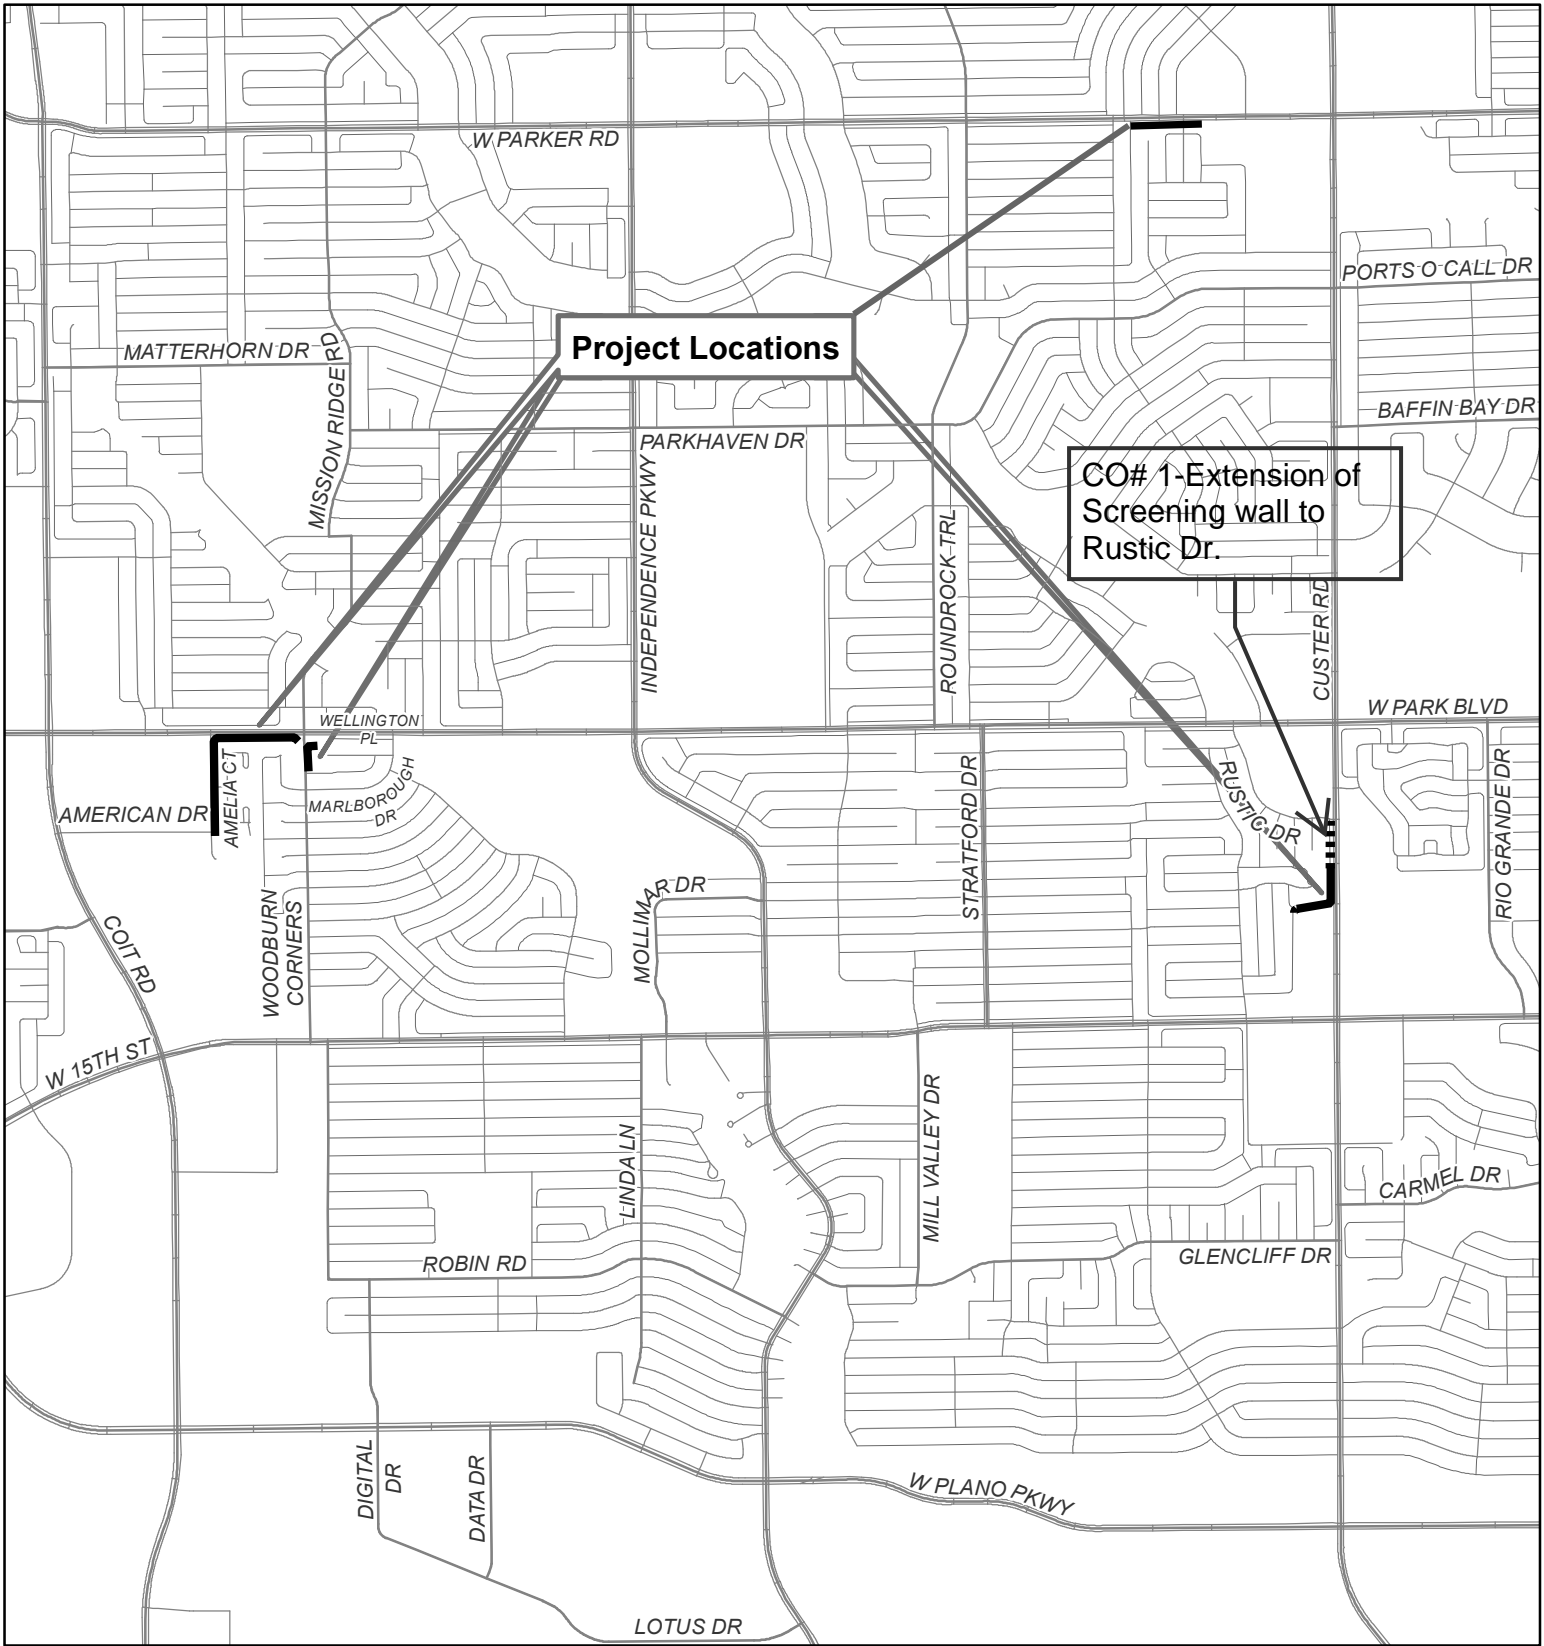 W PARKER RD
PORTS O CALL DR
Project Locations
MATTERHORN DR
MISSION RIDGE RD
BAFFIN BAY DR
PARKHAVEN DR
CO# 1-Extension of
Screening wall to
Rustic Dr.
INDEPENDENCE PKWY
ROUNDROCK TRL
CUSTER RD
W PARK BLVD
WELLINGTON
PL
AMELIA CT
MARLBOROUGH
DR
AMERICAN DR
RUSTIC DR
STRATFORD DR
RIO GRANDE DR
MOLLIMAR DR
COIT RD
WOODBURN
CORNERS
W 15TH ST
LINDA LN
MILL VALLEY DR
CARMEL DR
ROBIN RD
GLENCLIFF DR
DIGITAL
DR
DATA DR
W PLANO PKWY
LOTUS DR